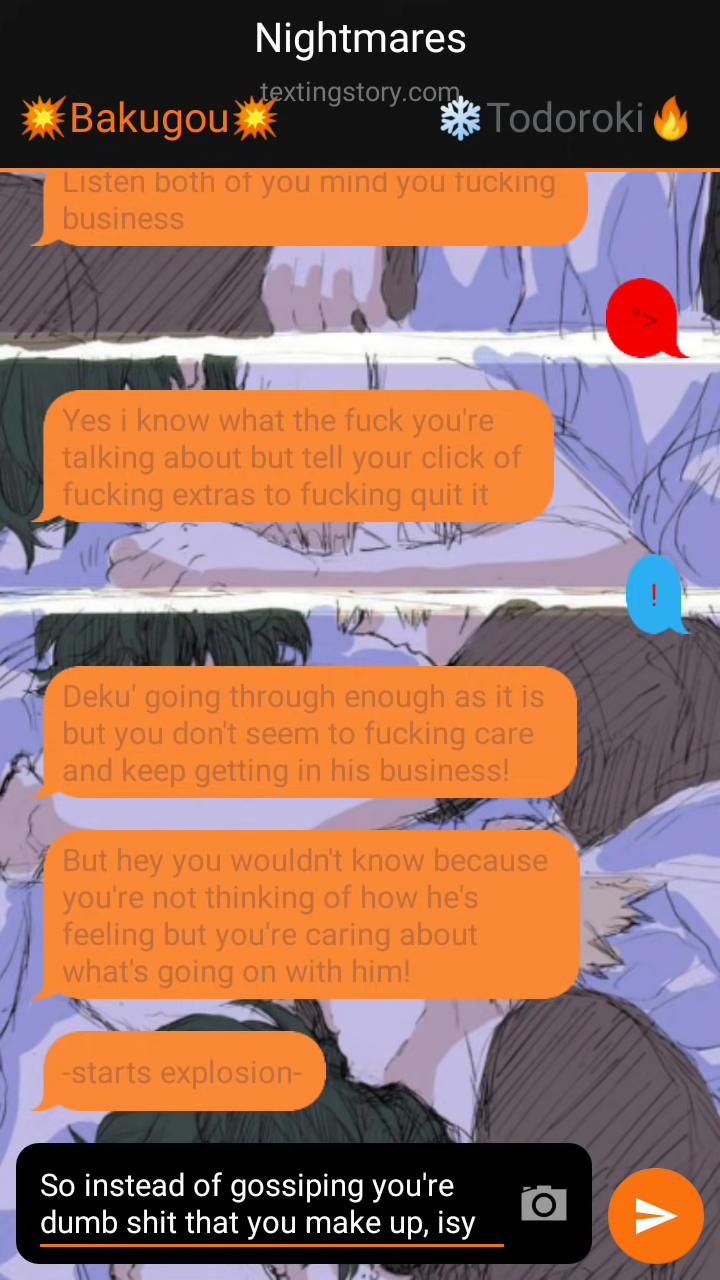 Nightmares
textingstory.com
💥Bakugou💥
❄️Todoroki🔥
Listen both of you mind you fucking
business
°>
Yes i know what the fuck you're
talking about but tell your click of
fucking extras to fucking quit it
!
Deku' going through enough as it is
but you don't seem to fucking care
and keep getting in his business!
But hey you wouldn't know because
you're not thinking of how he's
feeling but you're caring about
what's going on with him!
-starts explosion-
So instead of gossiping you're
dumb shit that you make up, isy